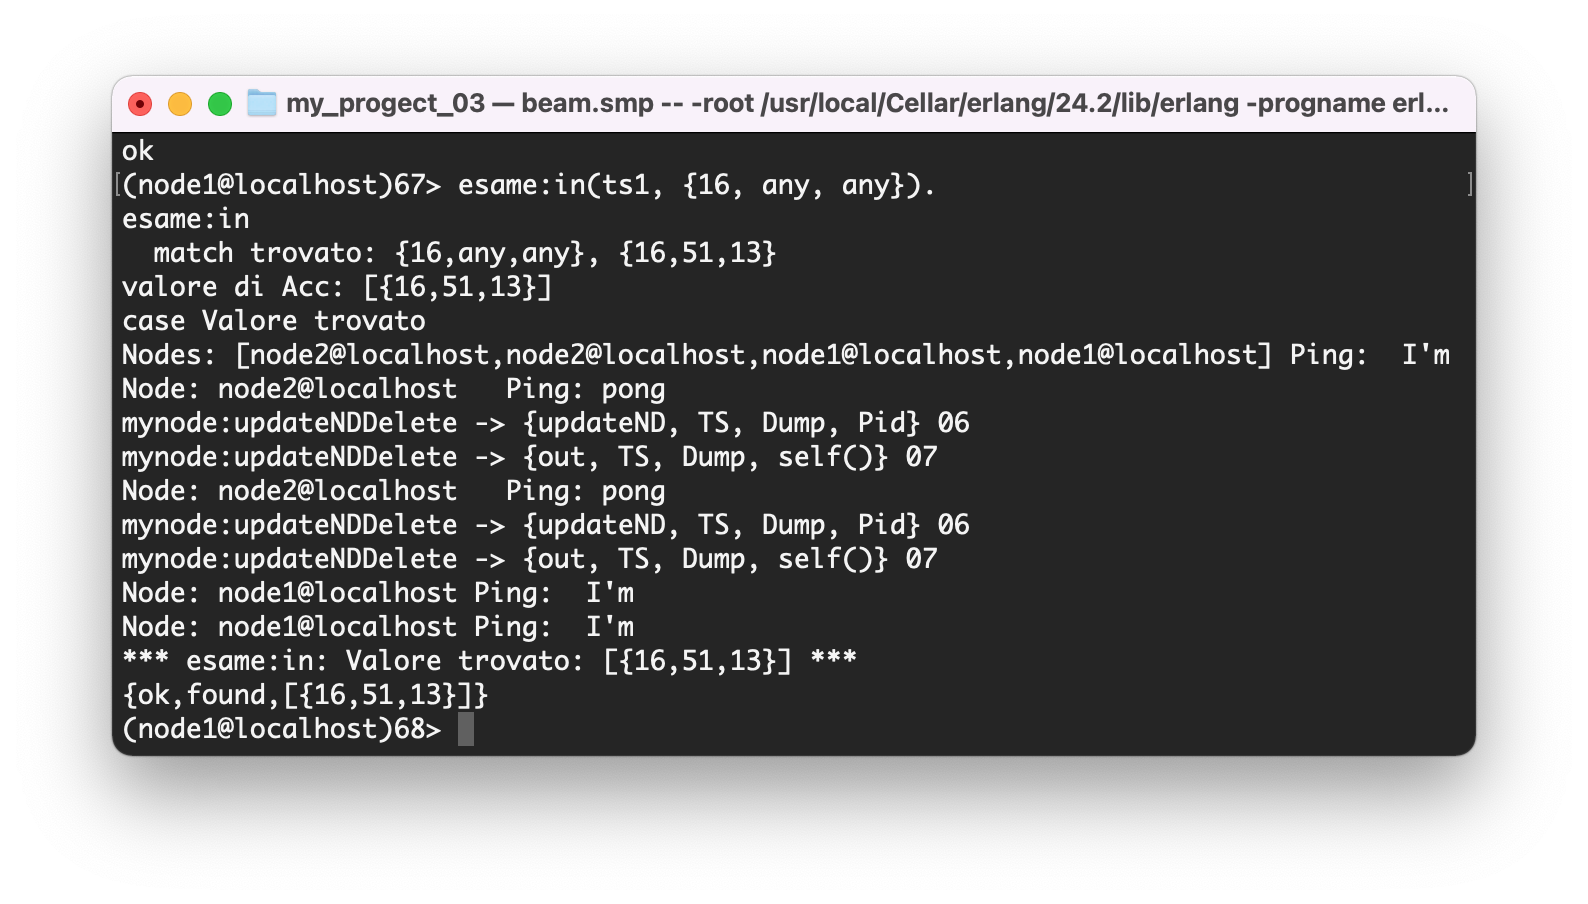 my_progect_03 — beam.smp -- -root /usr/local/Cellar/erlang/24.2/lib/erlang -progname erl...
ok
[(node1@localhost)67> esame:in(ts1, {16, any, any}). ]
esame:in
  match trovato: {16,any,any}, {16,51,13}
valore di Acc: [{16,51,13}]
case Valore trovato
Nodes: [node2@localhost,node2@localhost,node1@localhost,node1@localhost] Ping:  I'm
Node: node2@localhost   Ping: pong
mynode:updateNDDelete -> {updateND, TS, Dump, Pid} 06
mynode:updateNDDelete -> {out, TS, Dump, self()} 07
Node: node2@localhost   Ping: pong
mynode:updateNDDelete -> {updateND, TS, Dump, Pid} 06
mynode:updateNDDelete -> {out, TS, Dump, self()} 07
Node: node1@localhost Ping:  I'm
Node: node1@localhost Ping:  I'm
*** esame:in: Valore trovato: [{16,51,13}] ***
{ok,found,[{16,51,13}]}
(node1@localhost)68>